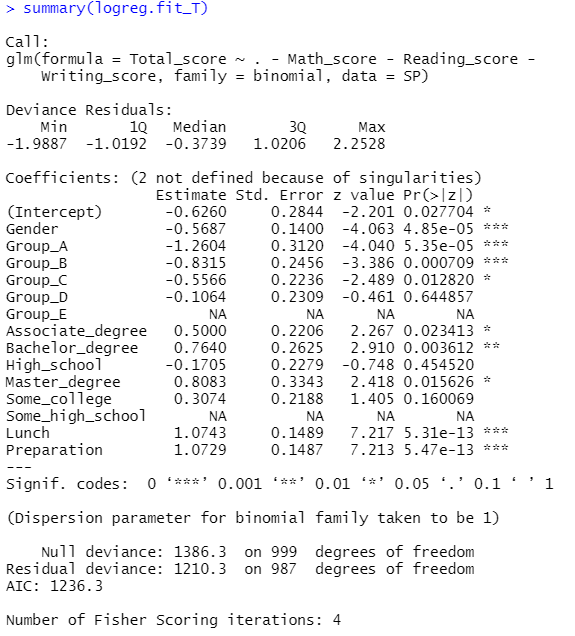 > summary(logreg.fit_T)
Call:
glm(formula = Total_score ~ . - Math_score - Reading_score -
    Writing_score, family = binomial, data = SP)
Deviance Residuals:
    Min       1Q   Median       3Q      Max
-1.9887  -1.0192  -0.3739   1.0206   2.2528
Coefficients: (2 not defined because of singularities)
                 Estimate Std. Error z value Pr(>|z|)
(Intercept)       -0.6260     0.2844  -2.201 0.027704 *
Gender            -0.5687     0.1400  -4.063 4.85e-05 ***
Group_A           -1.2604     0.3120  -4.040 5.35e-05 ***
Group_B           -0.8315     0.2456  -3.386 0.000709 ***
Group_C           -0.5566     0.2236  -2.489 0.012820 *
Group_D           -0.1064     0.2309  -0.461 0.644857
Group_E                NA         NA      NA       NA
Associate_degree   0.5000     0.2206   2.267 0.023413 *
Bachelor_degree    0.7640     0.2625   2.910 0.003612 **
High_school       -0.1705     0.2279  -0.748 0.454520
Master_degree      0.8083     0.3343   2.418 0.015626 *
Some_college       0.3074     0.2188   1.405 0.160069
Some_high_school       NA         NA      NA       NA
Lunch              1.0743     0.1489   7.217 5.31e-13 ***
Preparation        1.0729     0.1487   7.213 5.47e-13 ***
---
Signif. codes:  0 ‘***’ 0.001 ‘**’ 0.01 ‘*’ 0.05 ‘.’ 0.1 ‘ ’ 1
(Dispersion parameter for binomial family taken to be 1)
    Null deviance: 1386.3  on 999  degrees of freedom
Residual deviance: 1210.3  on 987  degrees of freedom
AIC: 1236.3
Number of Fisher Scoring iterations: 4